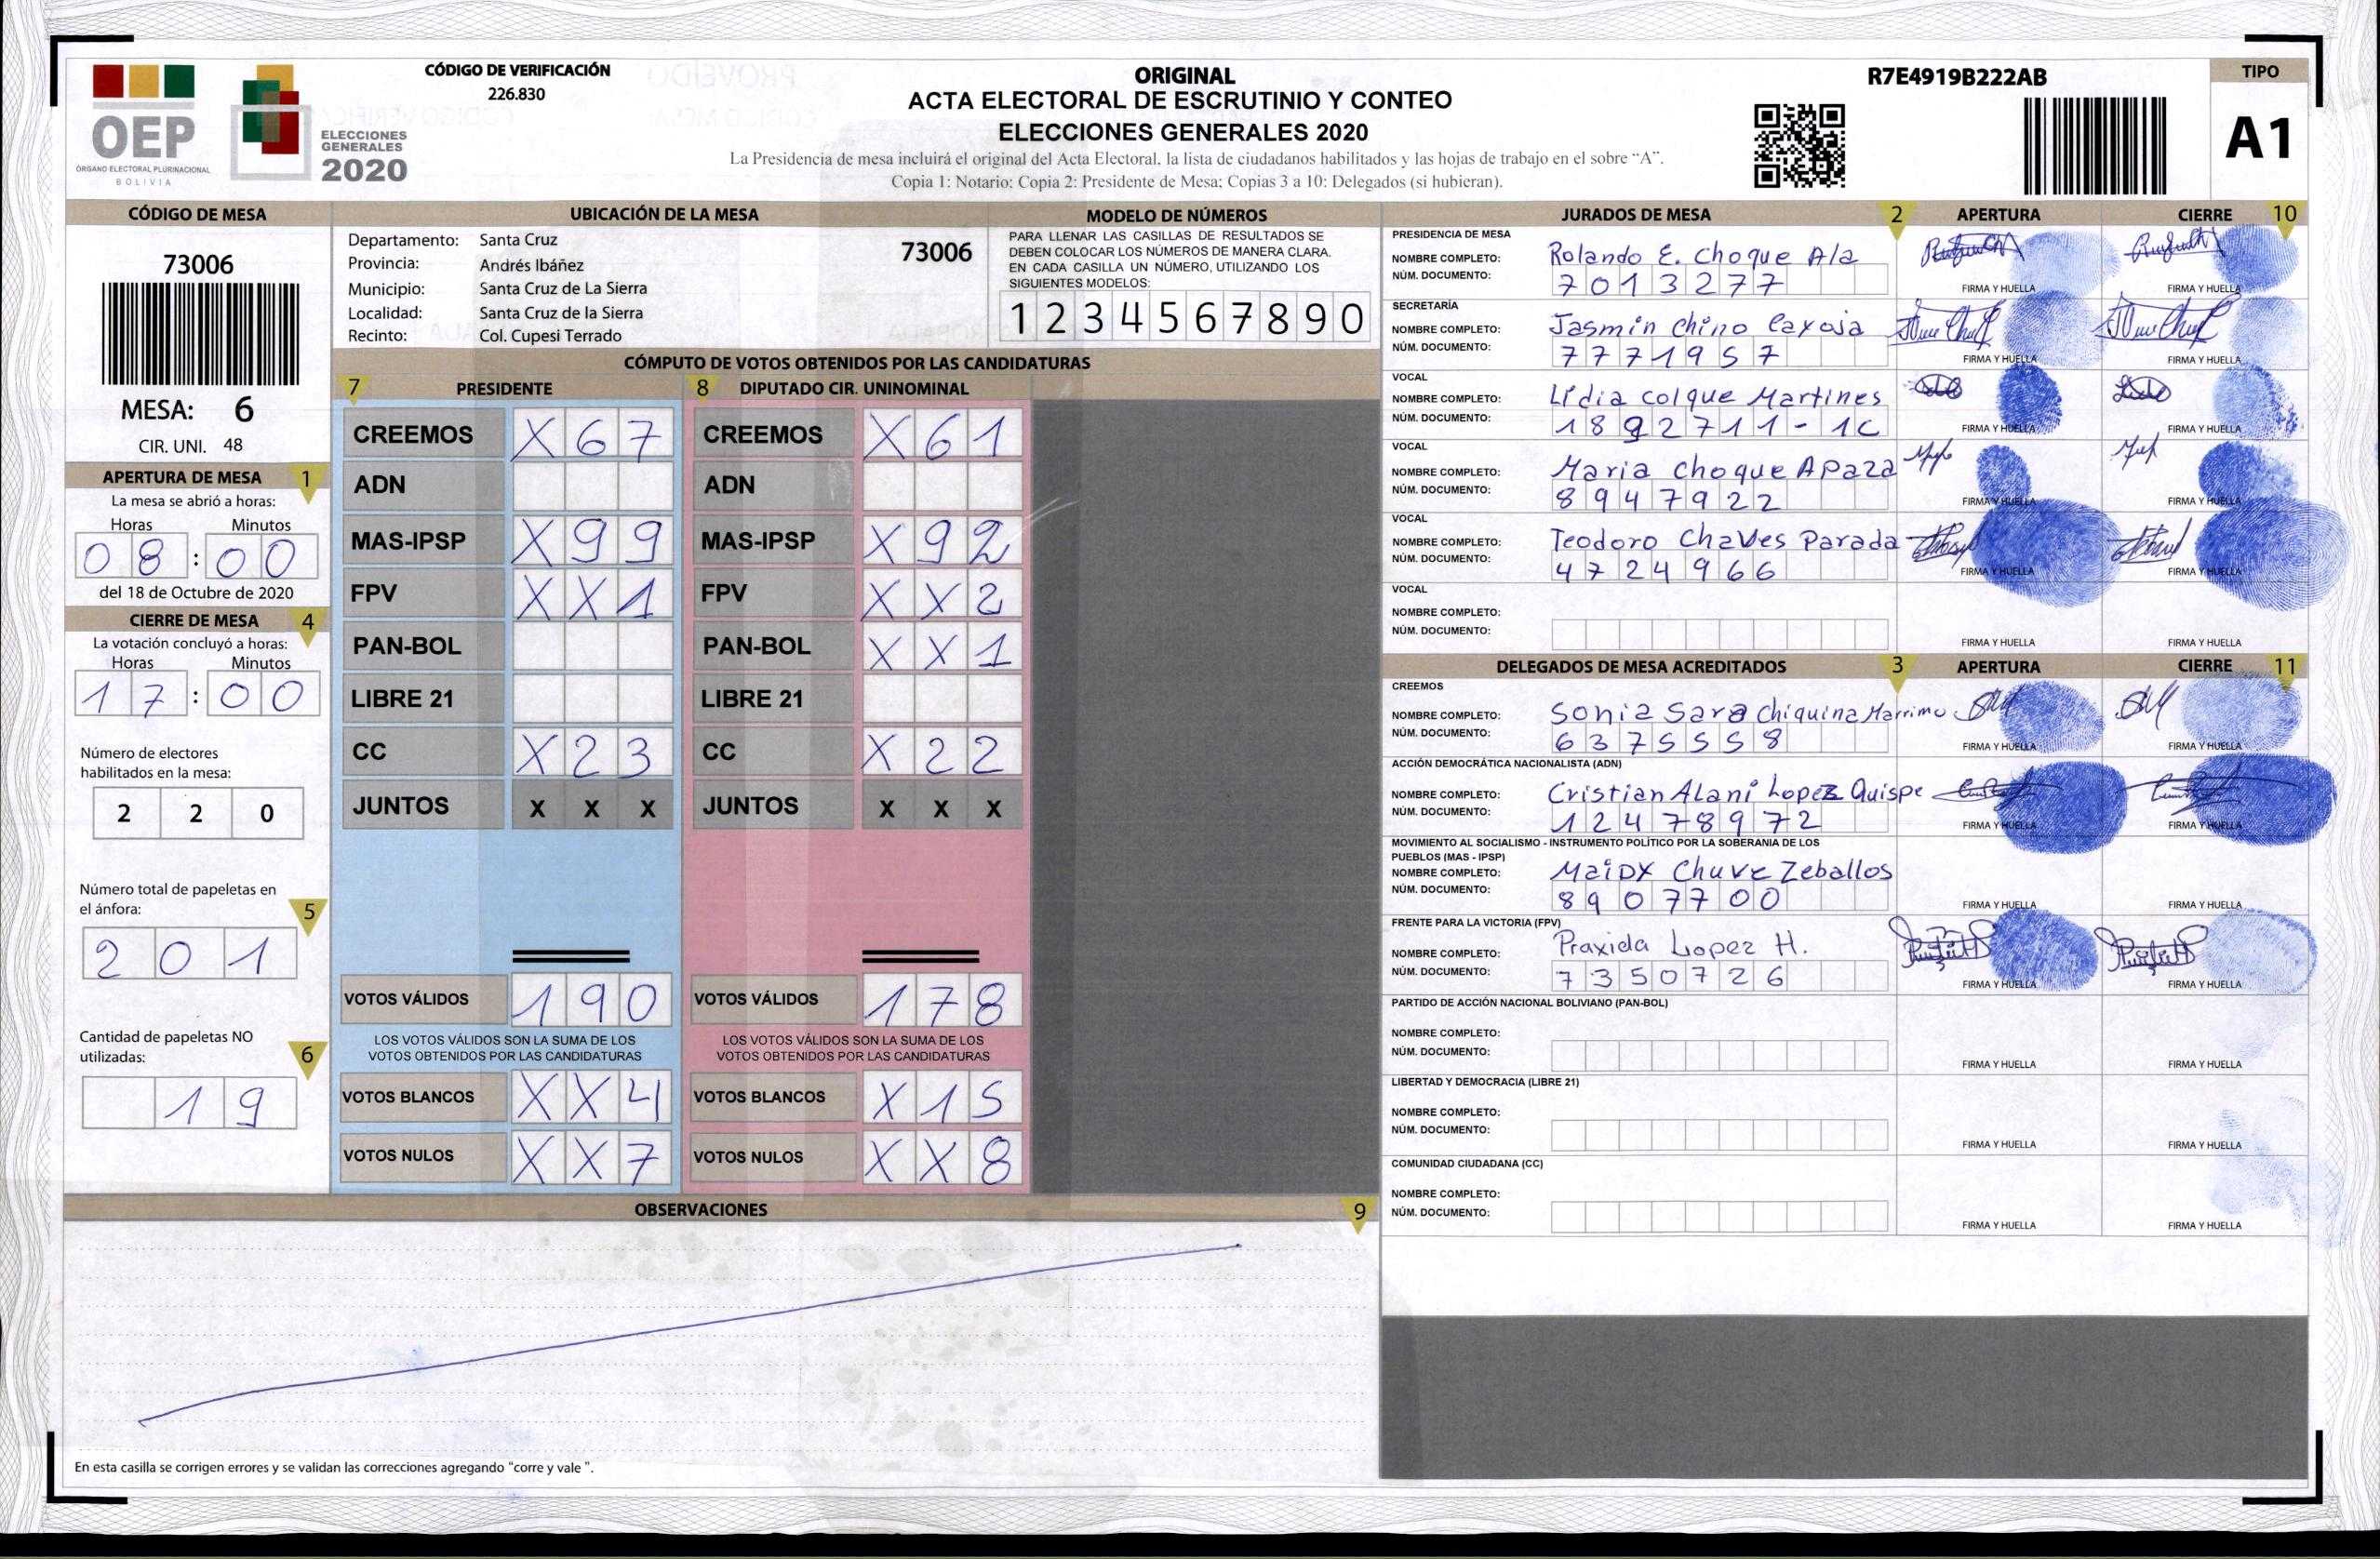 CÓDIGO DE VERIFICACIÓN
226.830
OEP
ÓRGANO ELECTORAL PLURINACIONAL
BOLIVIA
ELECCIONES
GENERALES
2020
ORIGINAL
ACTA ELECTORAL DE ESCRUTINIO Y CONTEO
ELECCIONES GENERALES 2020
La Presidencia de mesa incluirá el original del Acta Electoral, la lista de ciudadanos habilitados y las hojas de trabajo en el sobre "A".
Copia 1: Notario; Copia 2: Presidente de Mesa; Copias 3 a 10: Delegados (si hubieran).
R7E4919B222AB
TIPO
A1
CÓDIGO DE MESA
73006
MESA: 6
CIR. UNI. 48
APERTURA DE MESA 1
La mesa se abrió a horas:
Horas Minutos
08 : 00
del 18 de Octubre de 2020
CIERRE DE MESA 4
La votación concluyó a horas:
Horas Minutos
17 : 00
Número de electores
habilitados en la mesa:
2 2 0
Número total de papeletas en
el ánfora: 5
2 0 1
Cantidad de papeletas NO
utilizadas: 6
1 9
UBICACIÓN DE LA MESA
Departamento: Santa Cruz 73006
Provincia: Andrés Ibáñez
Municipio: Santa Cruz de La Sierra
Localidad: Santa Cruz de la Sierra
Recinto: Col. Cupesi Terrado
MODELO DE NÚMEROS
PARA LLENAR LAS CASILLAS DE RESULTADOS SE
DEBEN COLOCAR LOS NÚMEROS DE MANERA CLARA.
EN CADA CASILLA UN NÚMERO, UTILIZANDO LOS
SIGUIENTES MODELOS:
1 2 3 4 5 6 7 8 9 0
CÓMPUTO DE VOTOS OBTENIDOS POR LAS CANDIDATURAS
7 PRESIDENTE
CREEMOS X 6 7
ADN
MAS-IPSP X 9 9
FPV X X 1
PAN-BOL
LIBRE 21
CC X 2 3
JUNTOS X X X
VOTOS VÁLIDOS 1 9 0
LOS VOTOS VÁLIDOS SON LA SUMA DE LOS
VOTOS OBTENIDOS POR LAS CANDIDATURAS
VOTOS BLANCOS X X 4
VOTOS NULOS X X 7
8 DIPUTADO CIR. UNINOMINAL
CREEMOS X 6 1
ADN
MAS-IPSP X 9 2
FPV X X 2
PAN-BOL X X 1
LIBRE 21
CC X 2 2
JUNTOS X X X
VOTOS VÁLIDOS 1 7 8
LOS VOTOS VÁLIDOS SON LA SUMA DE LOS
VOTOS OBTENIDOS POR LAS CANDIDATURAS
VOTOS BLANCOS X 1 5
VOTOS NULOS X X 8
OBSERVACIONES 9
En esta casilla se corrigen errores y se validan las correcciones agregando "corre y vale ".
JURADOS DE MESA 2 APERTURA CIERRE 10
PRESIDENCIA DE MESA
NOMBRE COMPLETO: Rolando E. Choque Ala
NÚM. DOCUMENTO: 7013277
FIRMA Y HUELLA FIRMA Y HUELLA
SECRETARÍA
NOMBRE COMPLETO: Jasmin Chino Caxoja
NÚM. DOCUMENTO: 7771957
FIRMA Y HUELLA FIRMA Y HUELLA
VOCAL
NOMBRE COMPLETO: Lidia colque Martines
NÚM. DOCUMENTO: 1892711-1C
FIRMA Y HUELLA FIRMA Y HUELLA
VOCAL
NOMBRE COMPLETO: Maria Choque Apaza
NÚM. DOCUMENTO: 8947922
FIRMA Y HUELLA FIRMA Y HUELLA
VOCAL
NOMBRE COMPLETO: Teodoro Chaves Parada
NÚM. DOCUMENTO: 4724966
FIRMA Y HUELLA FIRMA Y HUELLA
VOCAL
NOMBRE COMPLETO:
NÚM. DOCUMENTO:
FIRMA Y HUELLA FIRMA Y HUELLA
DELEGADOS DE MESA ACREDITADOS 3 APERTURA CIERRE 11
CREEMOS
NOMBRE COMPLETO: Sonia Sara Chiquina Marrimo
NÚM. DOCUMENTO: 6375558
FIRMA Y HUELLA FIRMA Y HUELLA
ACCIÓN DEMOCRÁTICA NACIONALISTA (ADN)
NOMBRE COMPLETO: Cristian Alani Lopez Quispe
NÚM. DOCUMENTO: 12478972
FIRMA Y HUELLA FIRMA Y HUELLA
MOVIMIENTO AL SOCIALISMO - INSTRUMENTO POLÍTICO POR LA SOBERANIA DE LOS
PUEBLOS (MAS - IPSP)
NOMBRE COMPLETO: Maidy Chuve Zeballos
NÚM. DOCUMENTO: 8907700
FIRMA Y HUELLA FIRMA Y HUELLA
FRENTE PARA LA VICTORIA (FPV)
NOMBRE COMPLETO: Praxida Lopez H.
NÚM. DOCUMENTO: 7350726
FIRMA Y HUELLA FIRMA Y HUELLA
PARTIDO DE ACCIÓN NACIONAL BOLIVIANO (PAN-BOL)
NOMBRE COMPLETO:
NÚM. DOCUMENTO:
FIRMA Y HUELLA FIRMA Y HUELLA
LIBERTAD Y DEMOCRACIA (LIBRE 21)
NOMBRE COMPLETO:
NÚM. DOCUMENTO:
FIRMA Y HUELLA FIRMA Y HUELLA
COMUNIDAD CIUDADANA (CC)
NOMBRE COMPLETO:
NÚM. DOCUMENTO:
FIRMA Y HUELLA FIRMA Y HUELLA